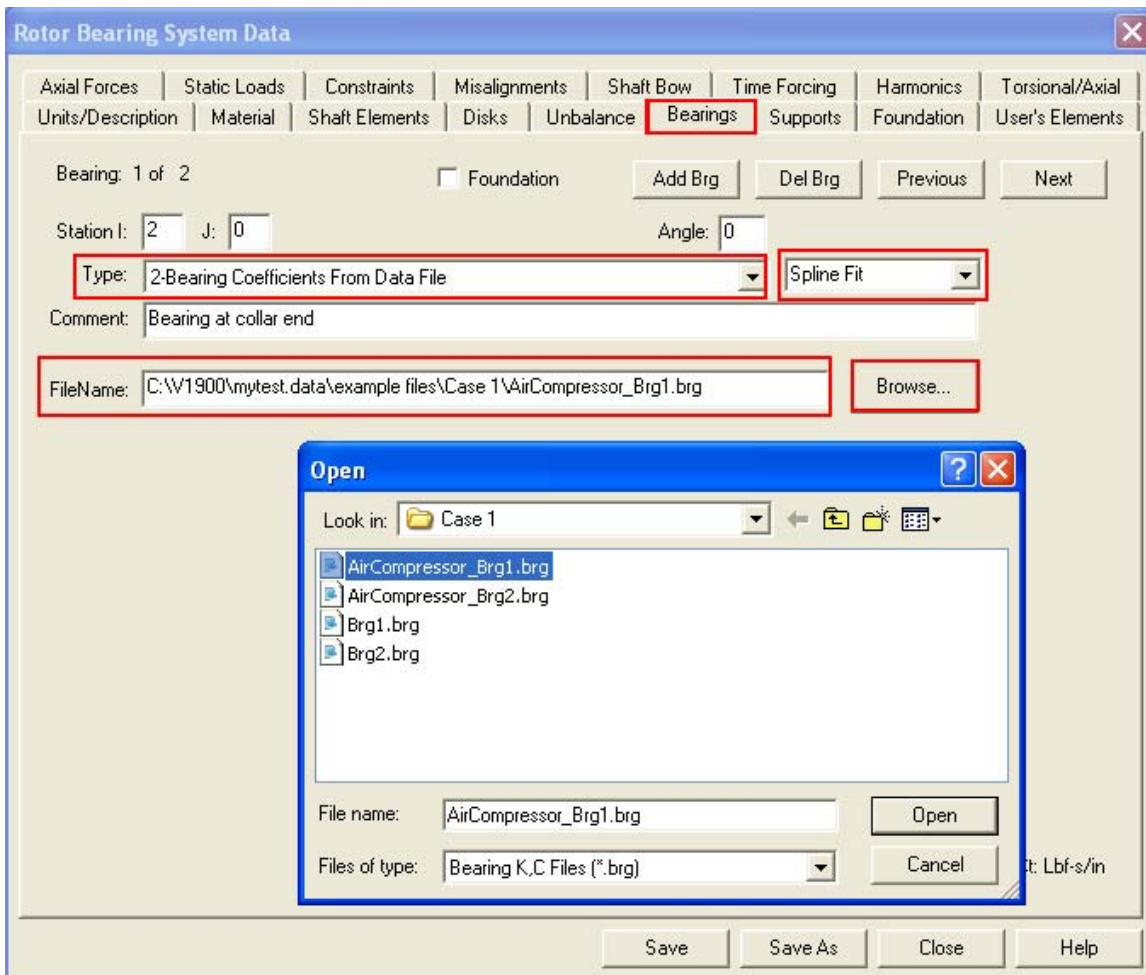 Rotor Bearing System Data
Axial Forces Static Loads Constraints Misalignments Shaft Bow Time Forcing Harmonics Torsional/Axial
Units/Description Material Shaft Elements Disks Unbalance Bearings Supports Foundation User's Elements
Bearing: 1 of 2 Foundation Add Brg Del Brg Previous Next
Station I: 2 J: 0 Angle: 0
Type: 2-Bearing Coefficients From Data File Spline Fit
Comment: Bearing at collar end
FileName: C:\V1900\mytest.data\example files\Case 1\AirCompressor_Brg1.brg Browse...
Open
Look in: Case 1
AirCompressor_Brg1.brg
AirCompressor_Brg2.brg
Brg1.brg
Brg2.brg
File name: AirCompressor_Brg1.brg Open
Files of type: Bearing K,C Files (*.brg) Cancel
t: Lbf-s/in
Save Save As Close Help